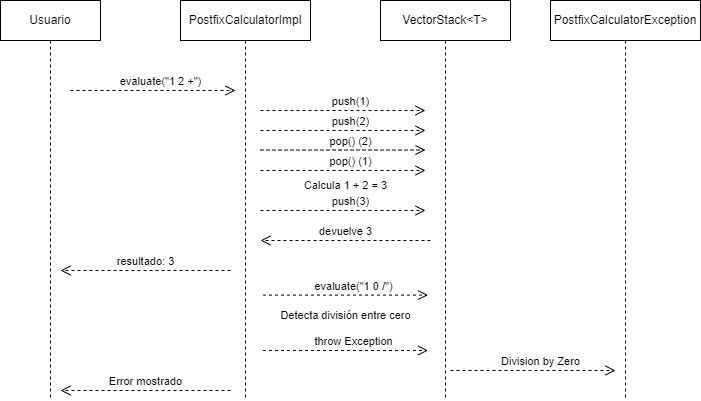 Usuario
PostfixCalculatorImpl
VectorStack<T>
PostfixCalculatorException
evaluate("1 2 +")
push(1)
push(2)
pop() (2)
pop() (1)
Calcula 1 + 2 = 3
push(3)
devuelve 3
resultado: 3
evaluate("1 0 /")
Detecta división entre cero
throw Exception
Division by Zero
Error mostrado